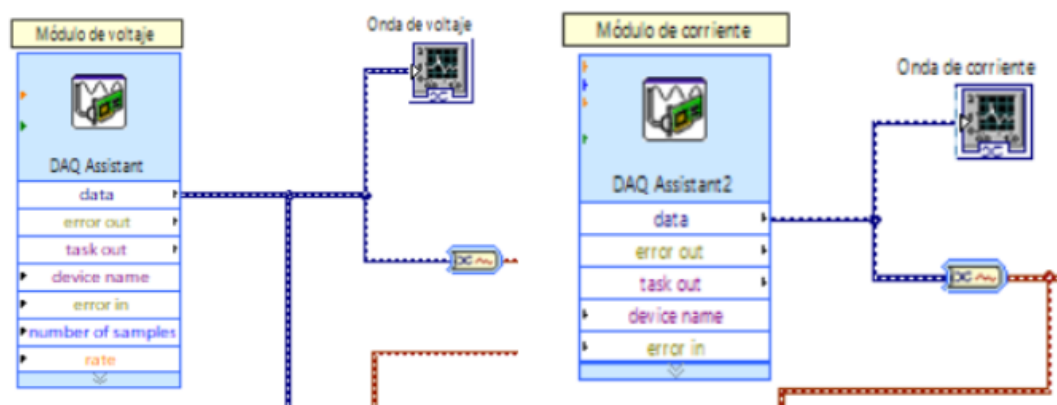 Módulo de voltaje
Onda de voltaje
DAQ Assistant
data
error out
task out
device name
error in
number of samples
rate
Módulo de corriente
Onda de corriente
DAQ Assistant2
data
error out
task out
device name
error in